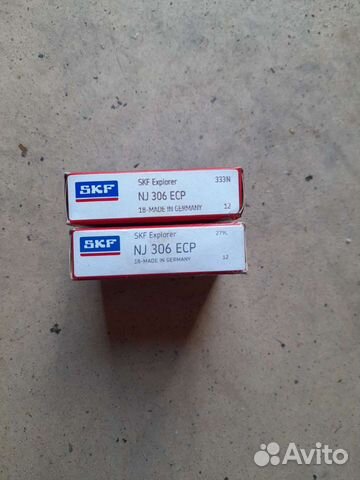 SKF
SKF Explorer 333N
NJ 306 ECP
18-MADE IN GERMANY 12
SKF
SKF Explorer 279L
NJ 306 ECP
18-MADE IN GERMANY 12
Avito